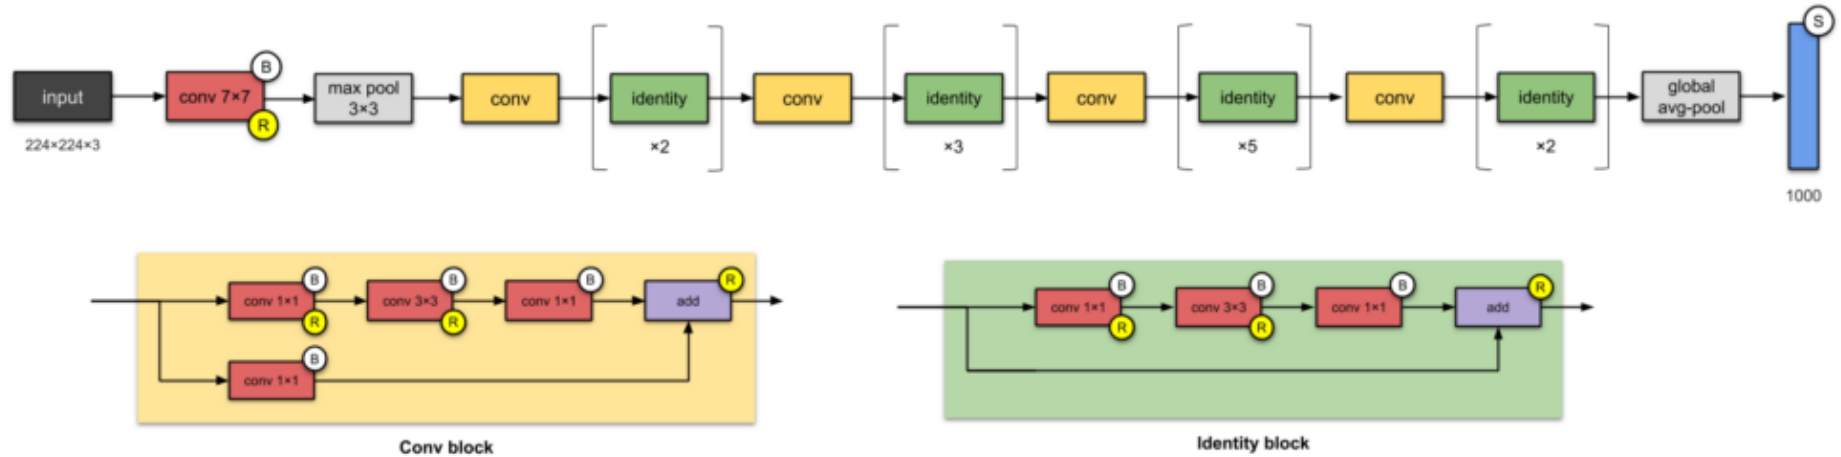 S
B
input
conv 7×7
max pool
3×3
conv
identity
conv
identity
conv
identity
conv
identity
global
avg-pool
R
224×224×3
×2
×3
×5
×2
1000
B
B
B
R
conv 1×1
conv 3×3
conv 1×1
add
R
R
B
conv 1×1
Conv block
B
B
B
R
conv 1×1
conv 3×3
conv 1×1
add
R
R
Identity block